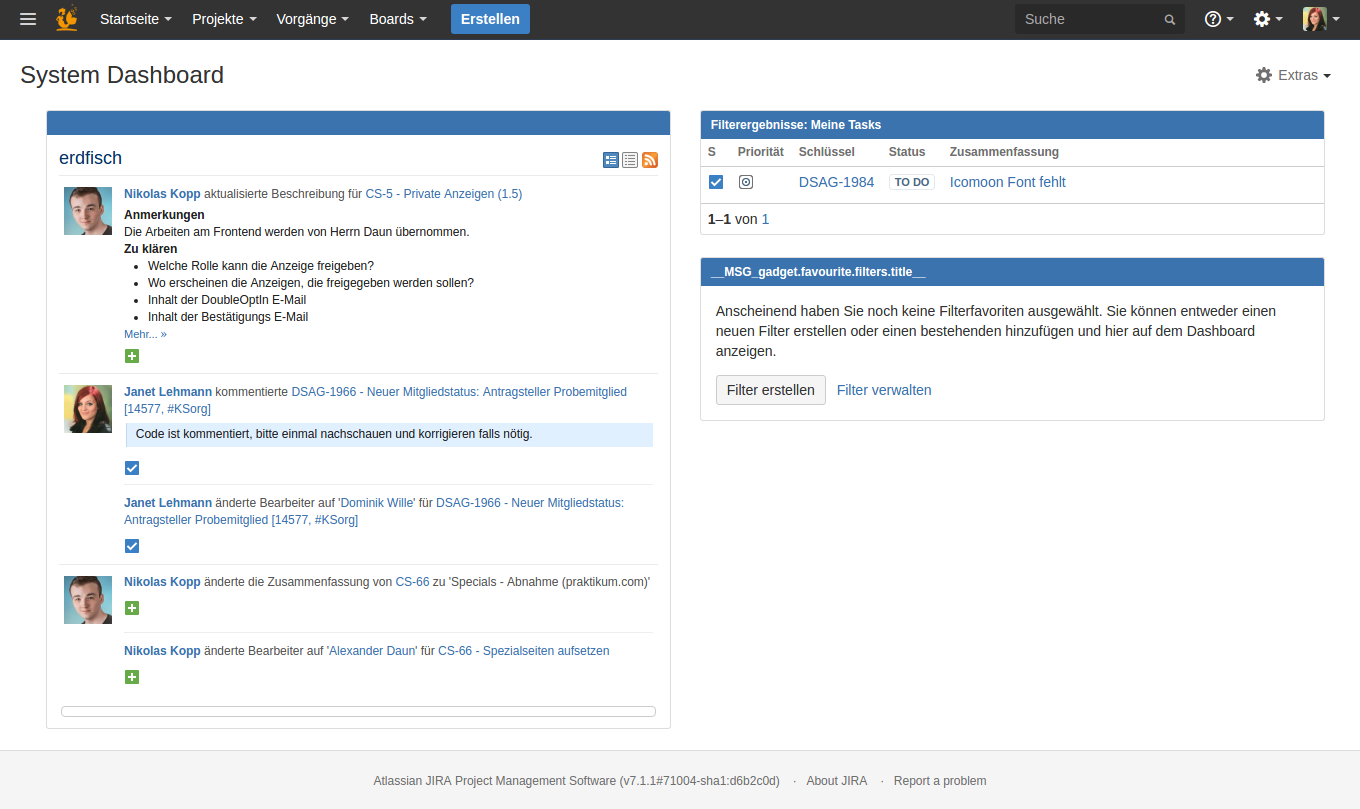 Startseite Projekte Vorgänge Boards Erstellen Suche
System Dashboard
Extras
erdfisch
Nikolas Kopp aktualisierte Beschreibung für CS-5 - Private Anzeigen (1.5)
Anmerkungen
Die Arbeiten am Frontend werden von Herrn Daun übernommen.
Zu klären
• Welche Rolle kann die Anzeige freigeben?
• Wo erscheinen die Anzeigen, die freigegeben werden sollen?
• Inhalt der DoubleOptIn E-Mail
• Inhalt der Bestätigungs E-Mail
Mehr... »
Janet Lehmann kommentierte DSAG-1966 - Neuer Mitgliedstatus: Antragsteller Probemitglied
[14577, #KSorg]
Code ist kommentiert, bitte einmal nachschauen und korrigieren falls nötig.
Janet Lehmann änderte Bearbeiter auf 'Dominik Wille' für DSAG-1966 - Neuer Mitgliedstatus:
Antragsteller Probemitglied [14577, #KSorg]
Nikolas Kopp änderte die Zusammenfassung von CS-66 zu 'Specials - Abnahme (praktikum.com)'
Nikolas Kopp änderte Bearbeiter auf 'Alexander Daun' für CS-66 - Spezialseiten aufsetzen
Filterergebnisse: Meine Tasks
S Priorität Schlüssel Status Zusammenfassung
DSAG-1984 TO DO Icomoon Font fehlt
1–1 von 1
__MSG_gadget.favourite.filters.title__
Anscheinend haben Sie noch keine Filterfavoriten ausgewählt. Sie können entweder einen
neuen Filter erstellen oder einen bestehenden hinzufügen und hier auf dem Dashboard
anzeigen.
Filter erstellen Filter verwalten
Atlassian JIRA Project Management Software (v7.1.1#71004-sha1:d6b2c0d) · About JIRA · Report a problem